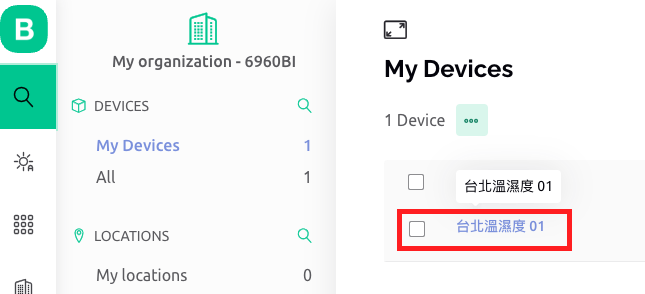 B
My organization - 6960BI
DEVICES
My Devices 1
All 1
LOCATIONS
My locations 0
My Devices
1 Device
台北溫濕度 01
台北溫濕度 01